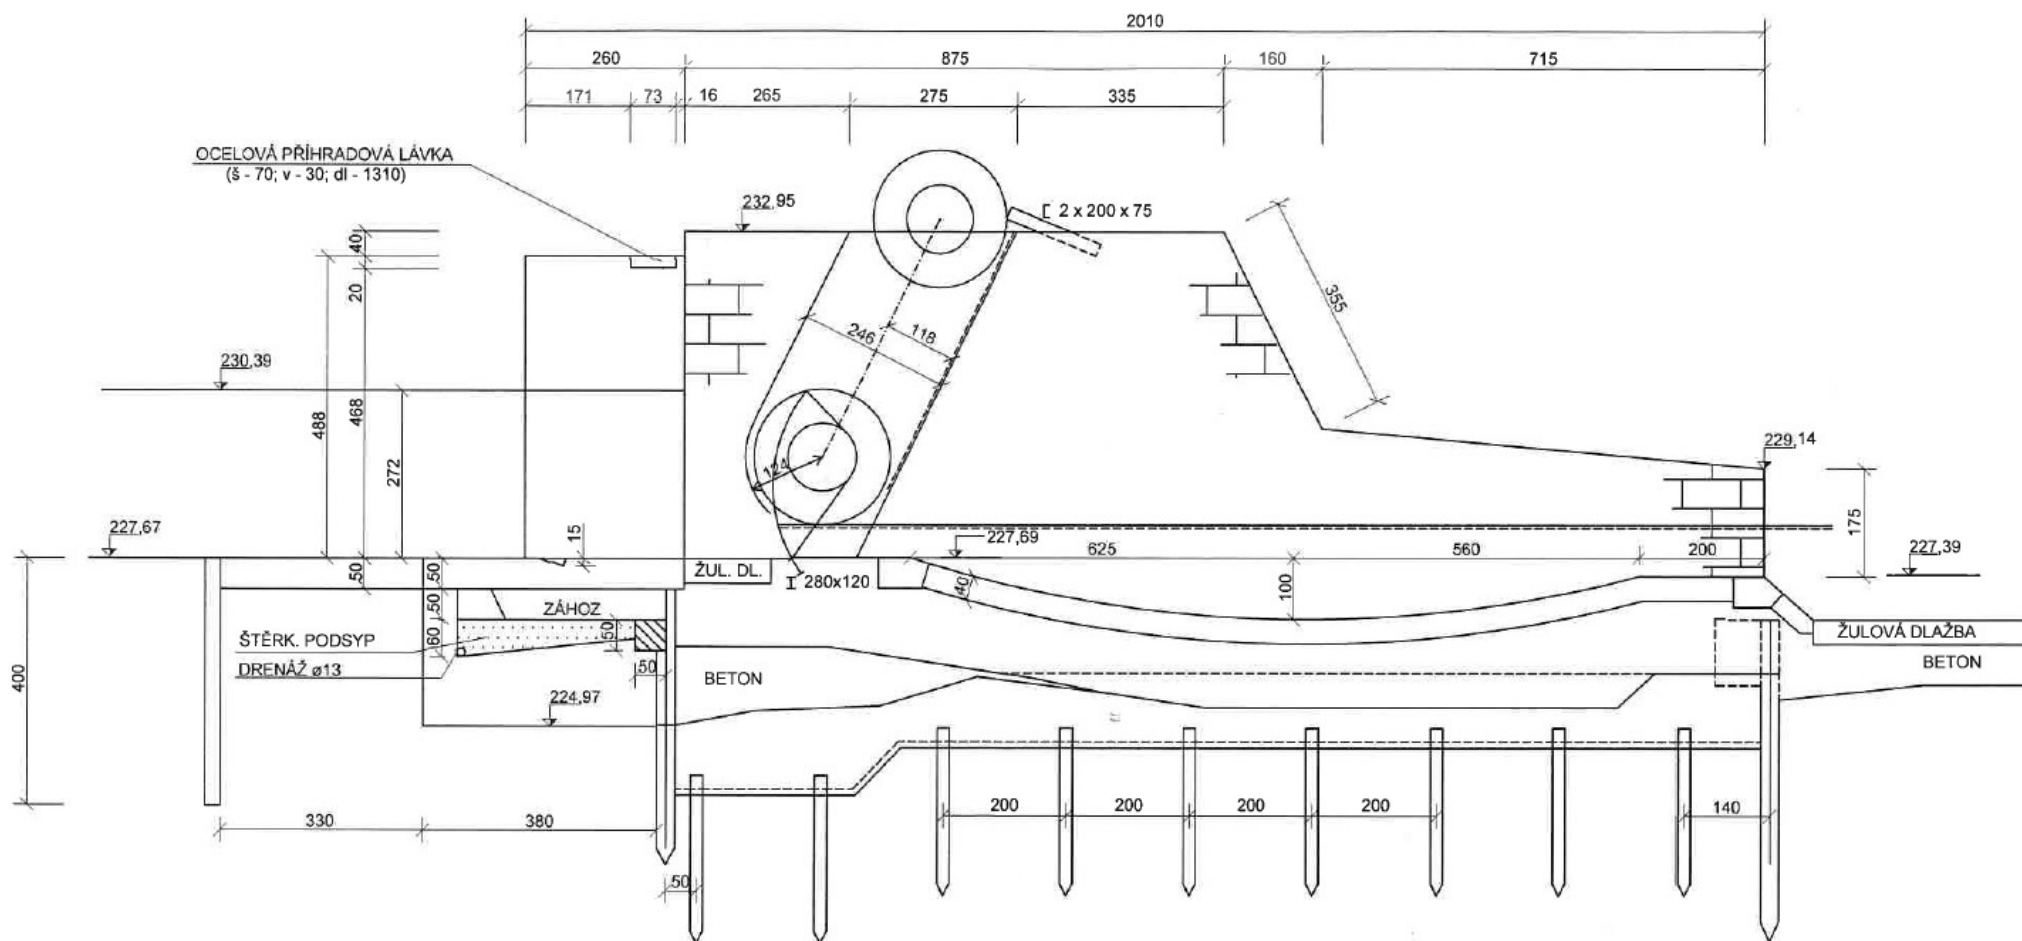 2010
260 875 160 715
171 73 16 265 275 335
OCELOVÁ PŘÍHRADOVÁ LÁVKA
(š - 70; v - 30; dl - 1310)
232,95
2 x 200 x 75
40
20
355
246
118
230,39
488
468
272
124
229,14
175
227,67
15
227,69
625 560 200
227,39
50
50
ŽUL. DL.
280x120
40
100
50
ZÁHOZ
ŠTĚRK. PODSYP
60
50
DRENÁŽ ø13
50
BETON
ŽULOVÁ DLAŽBA
BETON
400
224,97
330 380
200 200 200 200 140
50